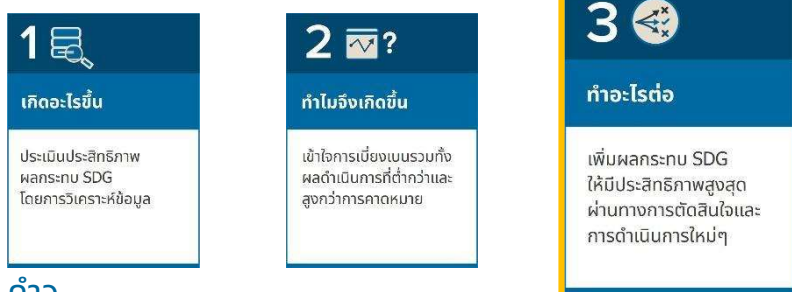 1
เกิดอะไรขึ้น
ประเมินประสิทธิภาพ
ผลกระทบ SDG
โดยการวิเคราะห์ข้อมูล
2 ?
ทำไมจึงเกิดขึ้น
เข้าใจการเบี่ยงเบนรวมทั้ง
ผลดำเนินการที่ต่ำกว่าและ
สูงกว่าการคาดหมาย
3
ทำอะไรต่อ
เพิ่มผลกระทบ SDG
ให้มีประสิทธิภาพสูงสุด
ผ่านทางการตัดสินใจและ
การดำเนินการใหม่ๆ